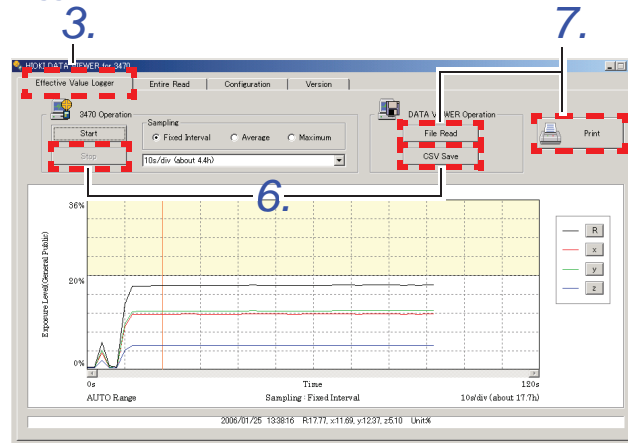 3.
7.
HIOKI DATA VIEWER for 3470
Effective Value Logger
Entire Read
Configuration
Version
3470 Operation
Start
Stop
Sampling
Fixed Interval
Average
Maximum
10s/div (about 4.4h)
DATA VIEWER Operation
File Read
CSV Save
Print
6.
36%
20%
0%
Exposure Level(General Public)
R
x
y
z
0s
Time
120s
AUTO Range
Sampling : Fixed Interval
10s/div (about 17.7h)
2006/01/25 13:38:16 R:17.77, x:11.69, y:12.37, z:5.10 Unit:%